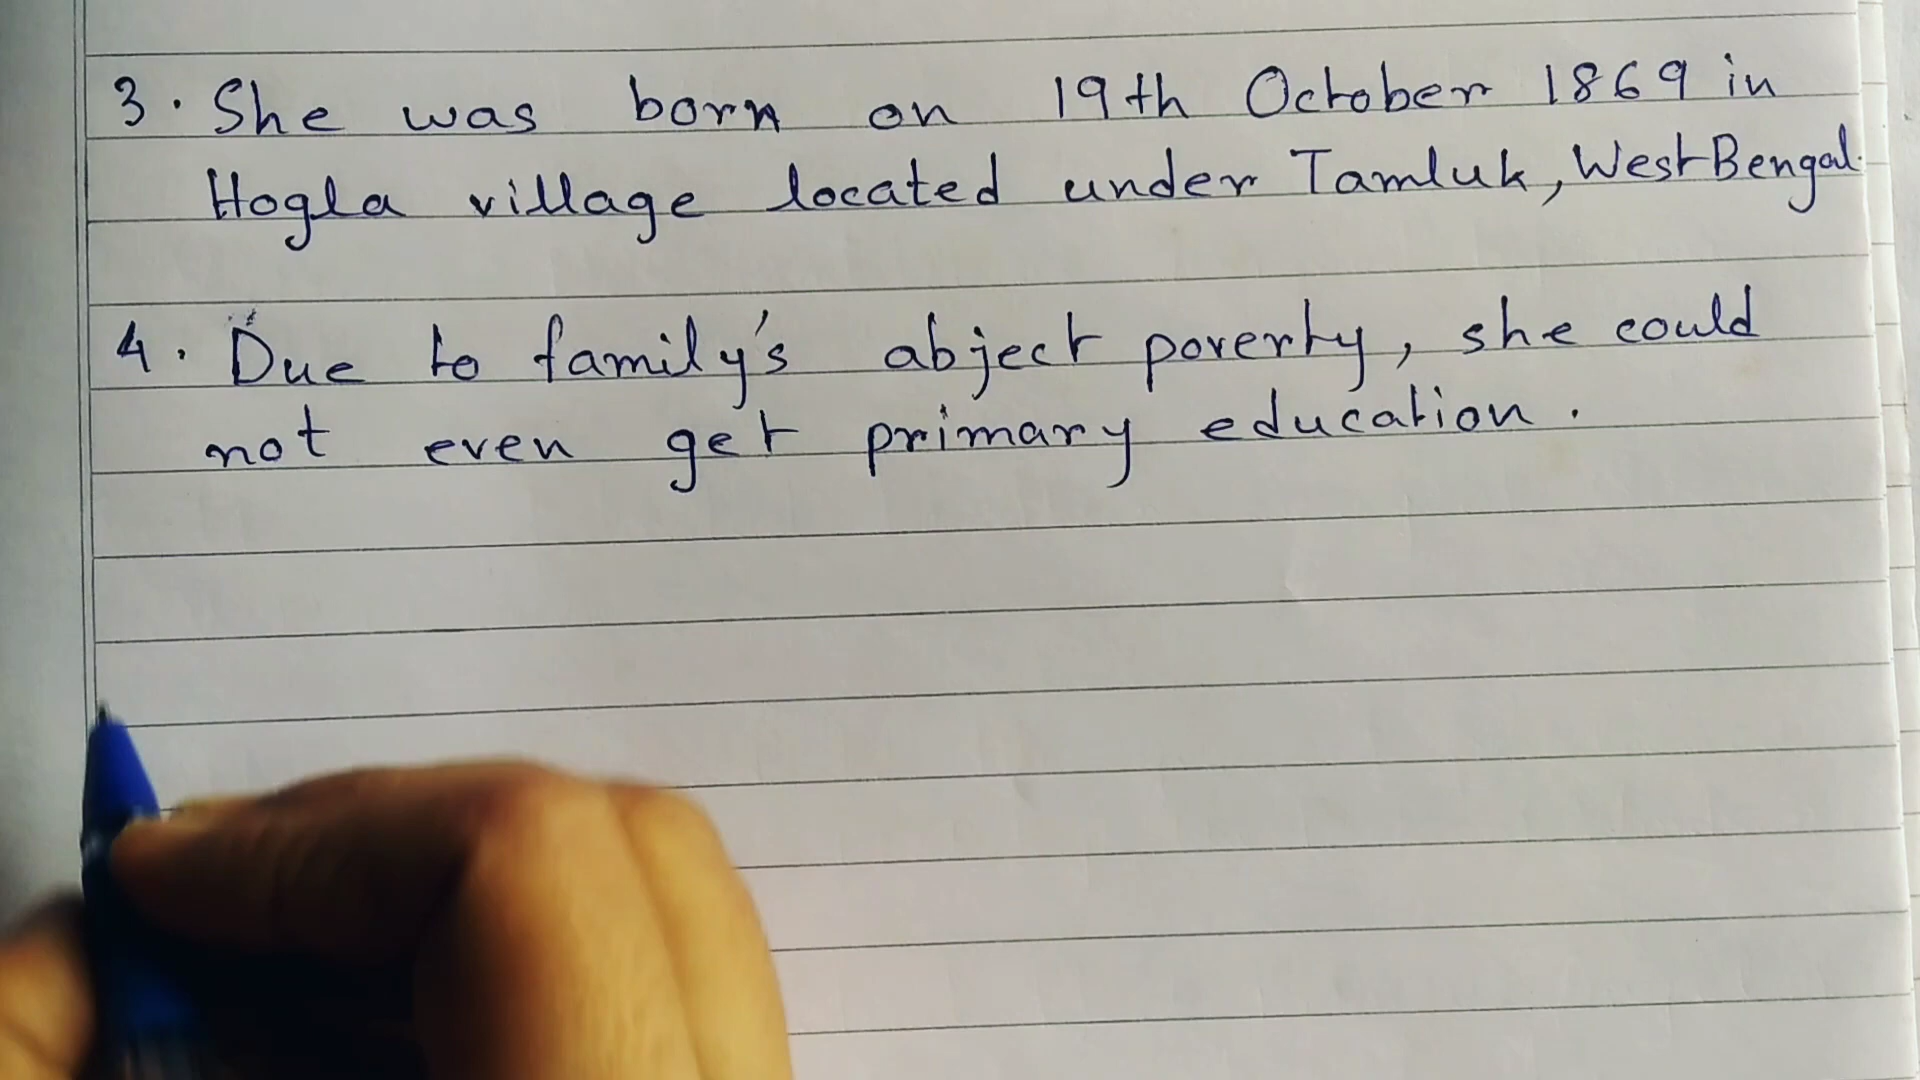 3. She was born on 19th October 1869 in
Hogla village located under Tamluk, West Bengal.
4. Due to family's abject poverty, she could
not even get primary education.